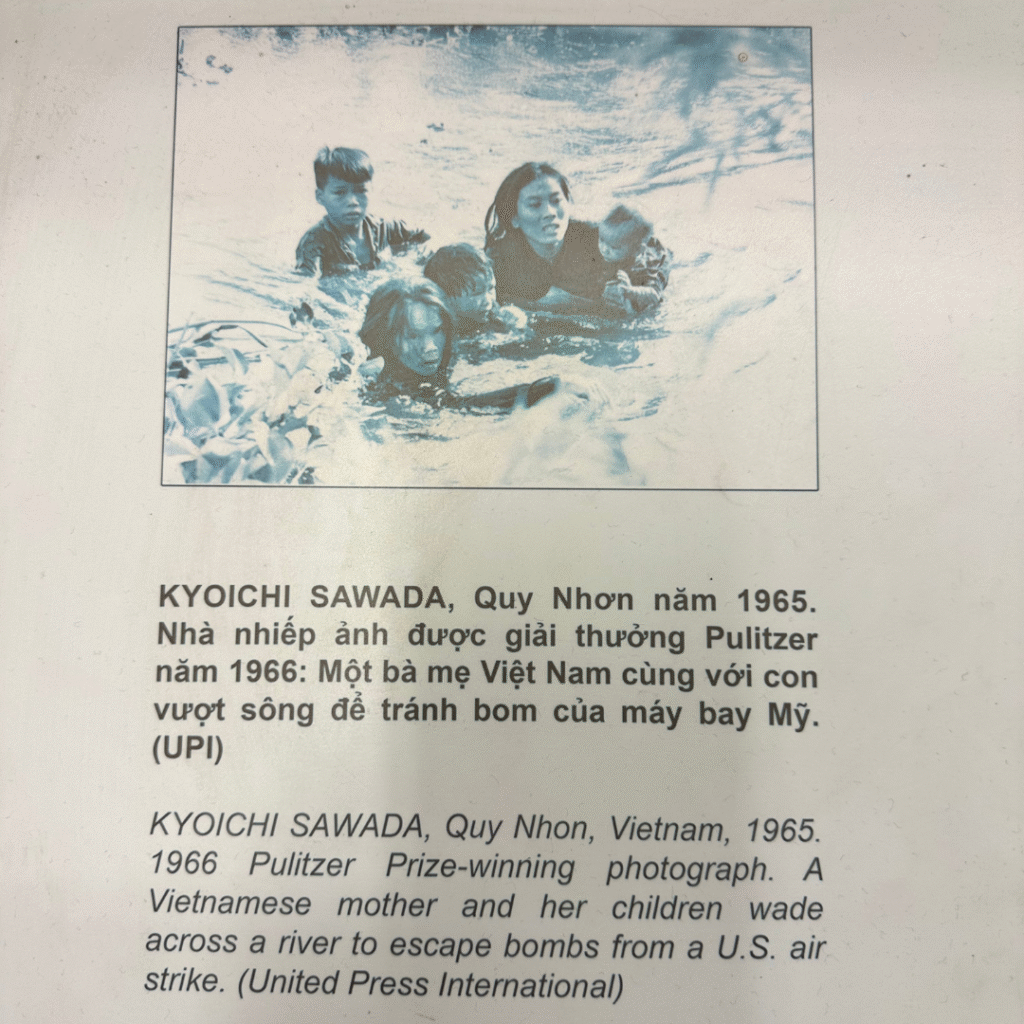 KYOICHI SAWADA, Quy Nhơn năm 1965.
Nhà nhiếp ảnh được giải thưởng Pulitzer
năm 1966: Một bà mẹ Việt Nam cùng với con
vượt sông để tránh bom của máy bay Mỹ.
(UPI)
KYOICHI SAWADA, Quy Nhon, Vietnam, 1965.
1966 Pulitzer Prize-winning photograph. A
Vietnamese mother and her children wade
across a river to escape bombs from a U.S. air
strike. (United Press International)